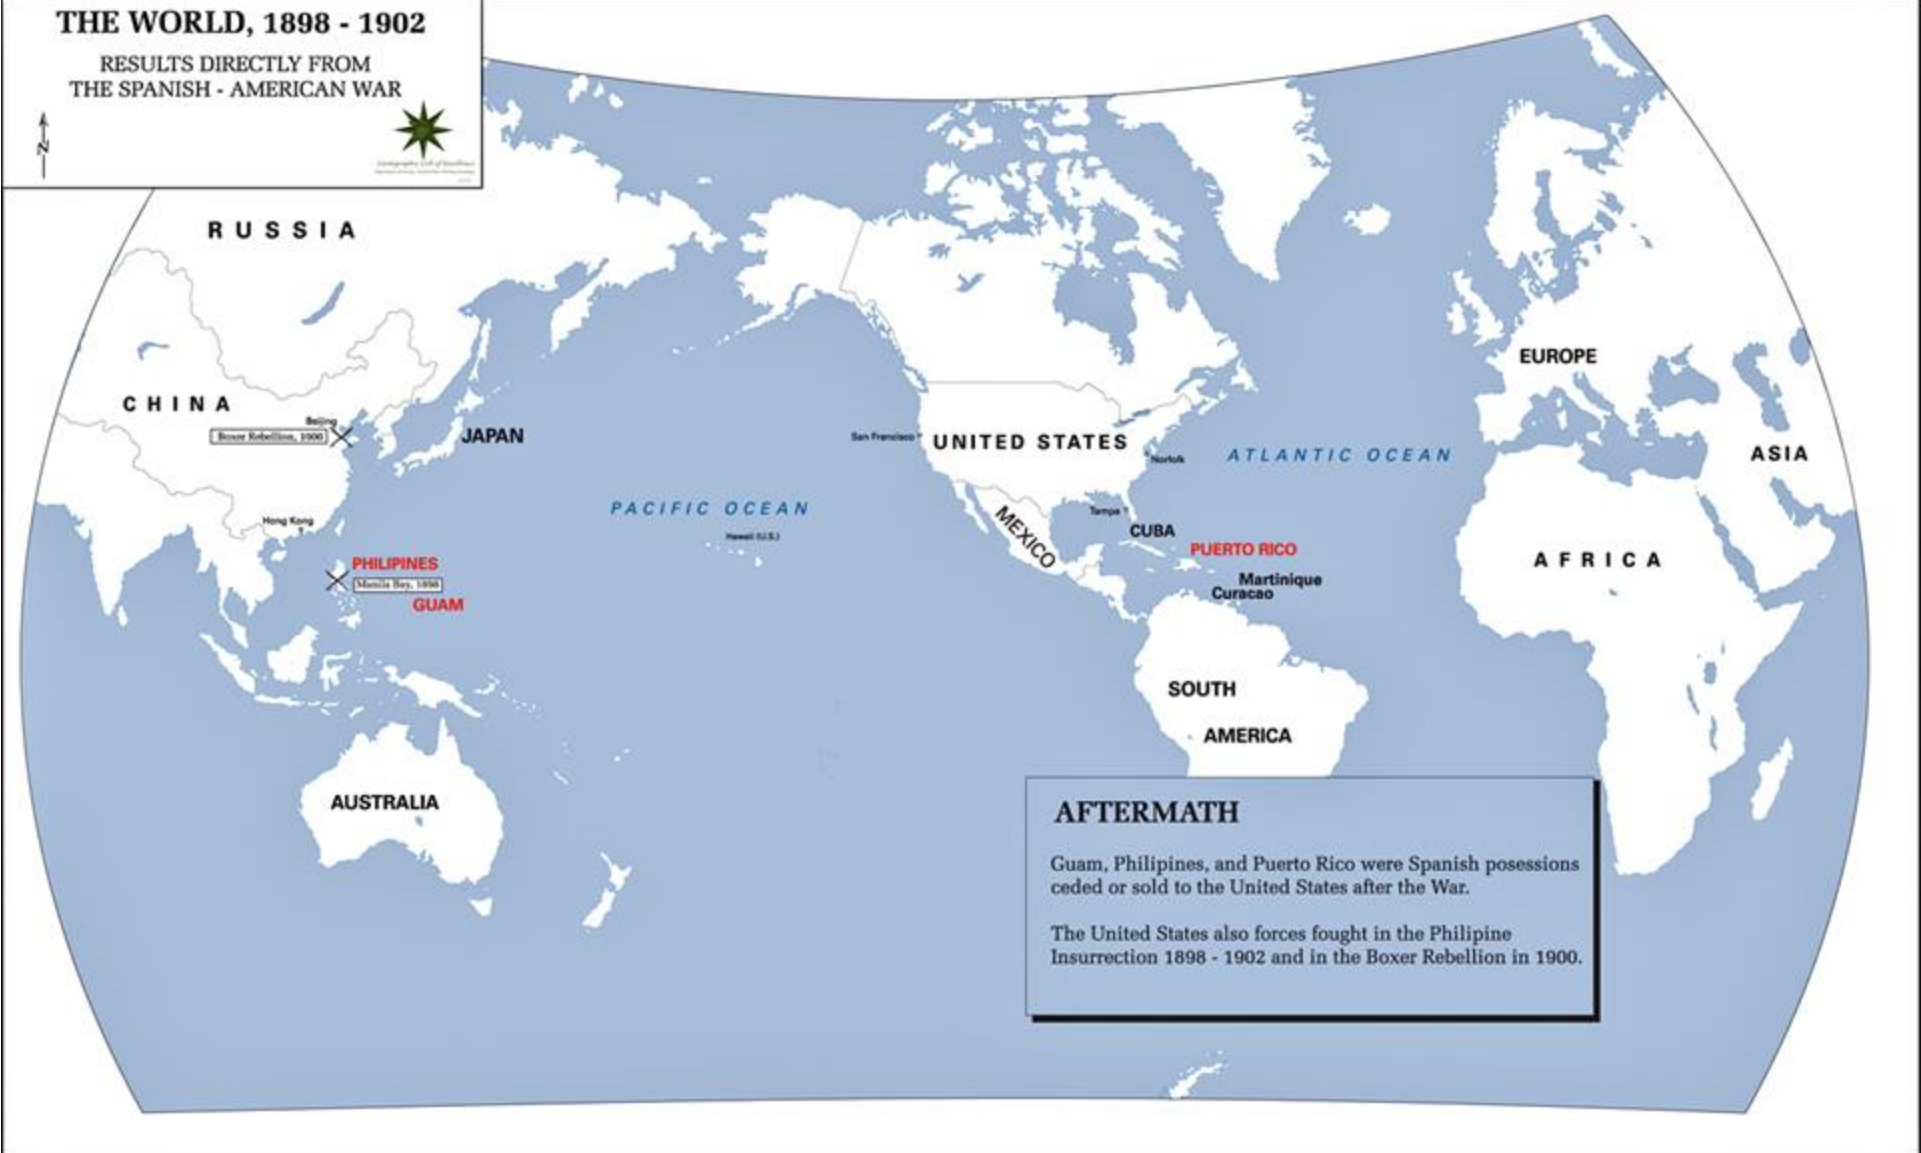 THE WORLD, 1898 - 1902
RESULTS DIRECTLY FROM
THE SPANISH - AMERICAN WAR
N
RUSSIA
CHINA
Beijing
Boxer Rebellion, 1900
JAPAN
Hong Kong
PHILIPINES
Manila Bay, 1898
GUAM
AUSTRALIA
PACIFIC OCEAN
Hawaii (U.S.)
San Francisco
UNITED STATES
Norfolk
Tampa
MEXICO
CUBA
PUERTO RICO
Martinique
Curacao
ATLANTIC OCEAN
SOUTH
AMERICA
EUROPE
ASIA
AFRICA
AFTERMATH
Guam, Philipines, and Puerto Rico were Spanish posessions
ceded or sold to the United States after the War.
The United States also forces fought in the Philipine
Insurrection 1898 - 1902 and in the Boxer Rebellion in 1900.